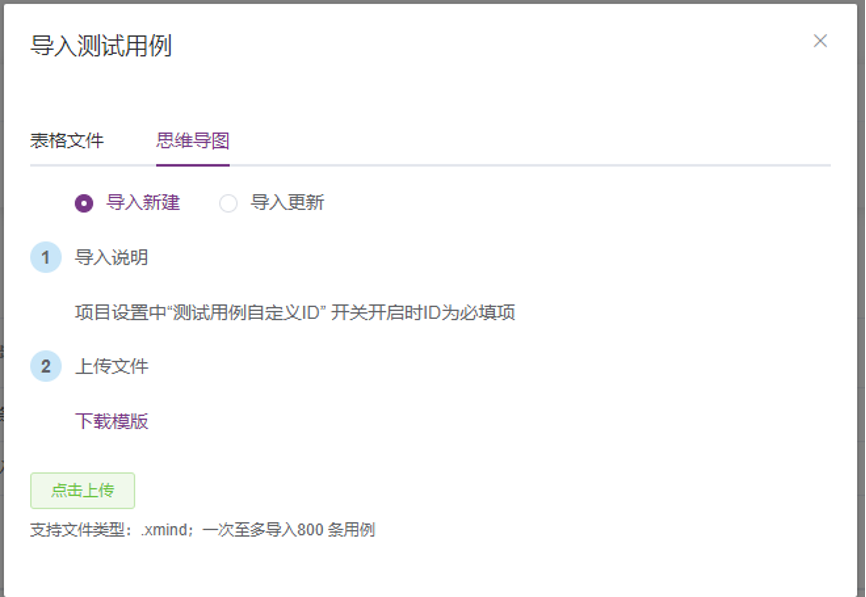 导入测试用例
表格文件 思维导图
导入新建 导入更新
1 导入说明
项目设置中“测试用例自定义ID” 开关开启时ID为必填项
2 上传文件
下载模版
点击上传
支持文件类型：.xmind；一次至多导入800 条用例